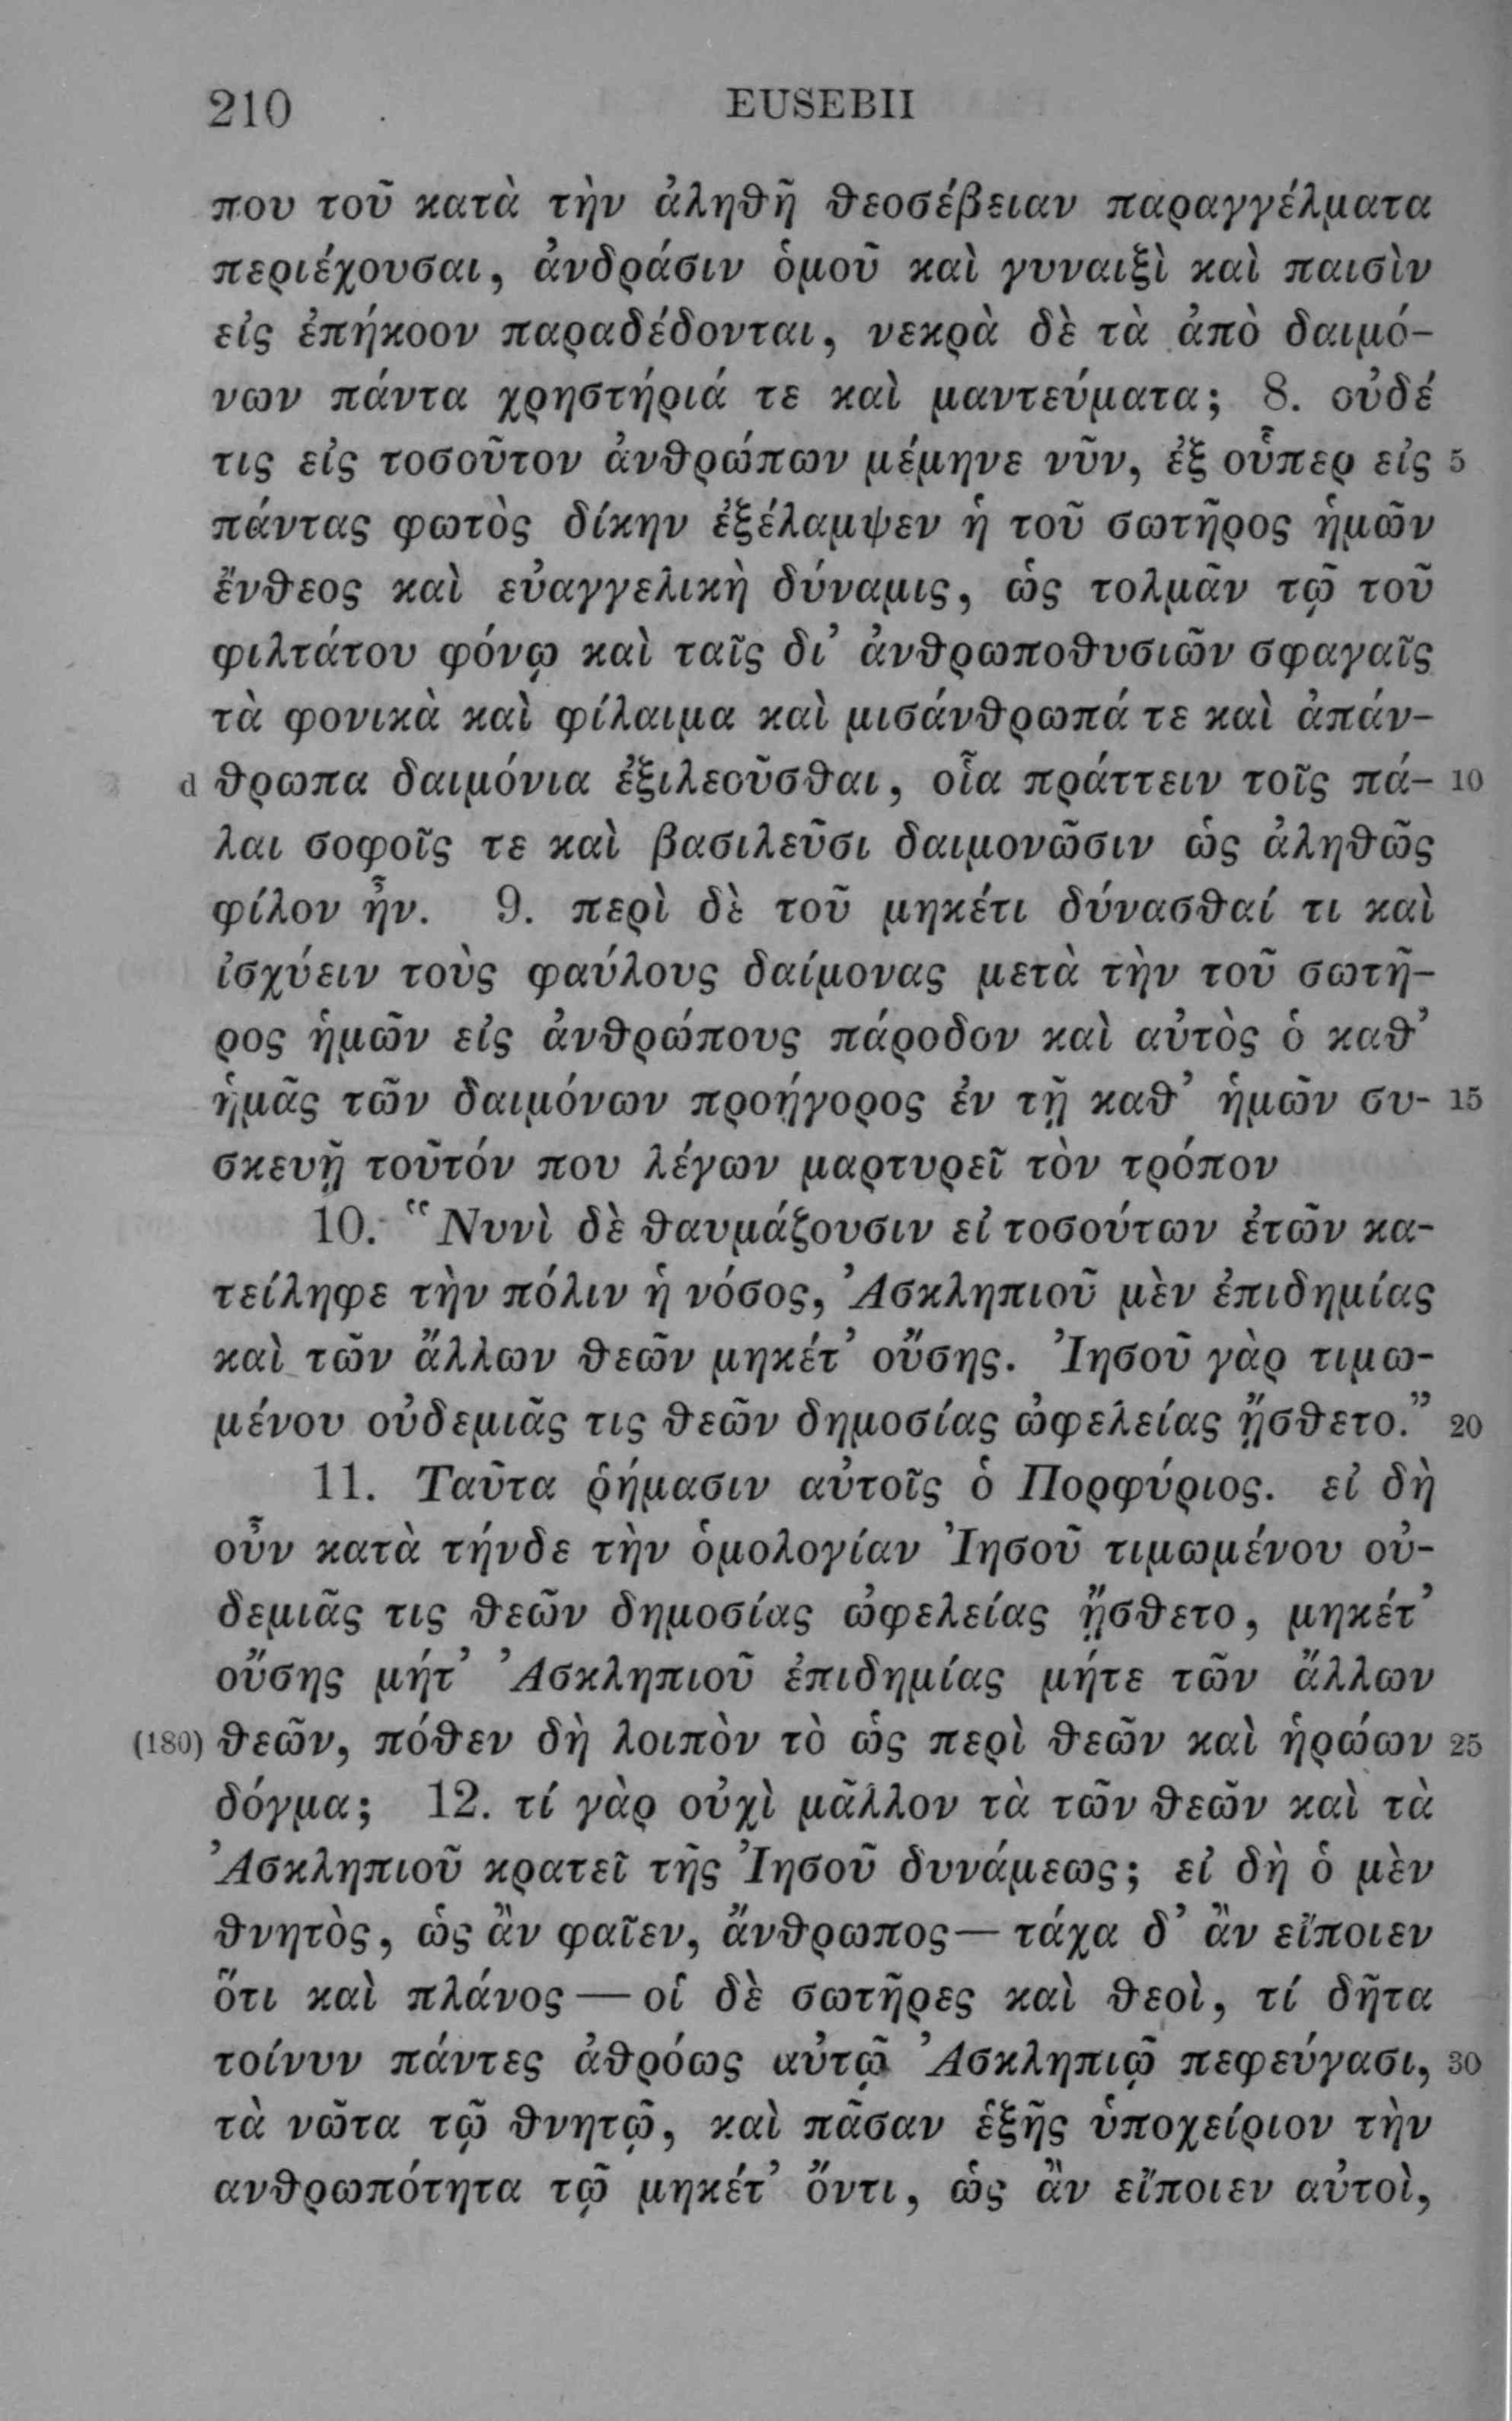 210 EUSEBII
που τοῦ κατὰ τὴν ἀληθῆ θεοσέβειαν παραγγέλματα
περιέχουσαι, ἀνδράσιν ὁμοῦ καὶ γυναιξὶ καὶ παισὶν
εἰς ἐπήκοον παραδέδονται, νεκρὰ δὲ τὰ ἀπὸ δαιμό-
νων πάντα χρηστήριά τε καὶ μαντεύματα; 8. οὐδέ
τις εἰς τοσοῦτον ἀνθρώπων μέμηνε νῦν, ἐξ οὗπερ εἰς 5
πάντας φωτὸς δίκην ἐξέλαμψεν ἡ τοῦ σωτῆρος ἡμῶν
ἔνθεος καὶ εὐαγγελικὴ δύναμις, ὡς τολμᾶν τῷ τοῦ
φιλτάτου φόνῳ καὶ ταῖς δι’ ἀνθρωποθυσιῶν σφαγαῖς
τὰ φονικὰ καὶ φίλαιμα καὶ μισάνθρωπά τε καὶ ἀπάν-
d θρωπα δαιμόνια ἐξιλεοῦσθαι, οἷα πράττειν τοῖς πά- 10
λαι σοφοῖς τε καὶ βασιλεῦσι δαιμονῶσιν ὡς ἀληθῶς
φίλον ἦν. 9. περὶ δὲ τοῦ μηκέτι δύνασθαί τι καὶ
ἰσχύειν τοὺς φαύλους δαίμονας μετὰ τὴν τοῦ σωτῆ-
ρος ἡμῶν εἰς ἀνθρώπους πάροδον καὶ αὐτὸς ὁ καθ’
ἡμᾶς τῶν δαιμόνων προήγορος ἐν τῇ καθ’ ἡμῶν συ- 15
σκευῇ τοῦτόν που λέγων μαρτυρεῖ τὸν τρόπον
10. “Νυνὶ δὲ θαυμάζουσιν εἰ τοσούτων ἐτῶν κα-
τείληφε τὴν πόλιν ἡ νόσος, Ἀσκληπιοῦ μὲν ἐπιδημίας
καὶ τῶν ἄλλων θεῶν μηκέτ’ οὔσης. Ἰησοῦ γὰρ τιμω-
μένου οὐδεμιᾶς τις θεῶν δημοσίας ὠφελείας ᾔσθετο.” 20
11. Ταῦτα ῥήμασιν αὐτοῖς ὁ Πορφύριος. εἰ δὴ
οὖν κατὰ τήνδε τὴν ὁμολογίαν Ἰησοῦ τιμωμένου οὐ-
δεμιᾶς τις θεῶν δημοσίας ὠφελείας ᾔσθετο, μηκέτ’
οὔσης μήτ’ Ἀσκληπιοῦ ἐπιδημίας μήτε τῶν ἄλλων
(180) θεῶν, πόθεν δὴ λοιπὸν τὸ ὡς περὶ θεῶν καὶ ἡρώων 25
δόγμα; 12. τί γὰρ οὐχὶ μᾶλλον τὰ τῶν θεῶν καὶ τὰ
Ἀσκληπιοῦ κρατεῖ τῆς Ἰησοῦ δυνάμεως; εἰ δὴ ὁ μὲν
θνητὸς, ὡς ἂν φαῖεν, ἄνθρωπος— τάχα δ’ ἂν εἴποιεν
ὅτι καὶ πλάνος — οἱ δὲ σωτῆρες καὶ θεοὶ, τί δῆτα
τοίνυν πάντες ἀθρόως αὐτῷ Ἀσκληπιῷ πεφεύγασι, 30
τὰ νῶτα τῷ θνητῷ, καὶ πᾶσαν ἑξῆς ὑποχείριον τὴν
ανθρωπότητα τῷ μηκέτ’ ὄντι, ὡς ἂν εἴποιεν αὐτοὶ,